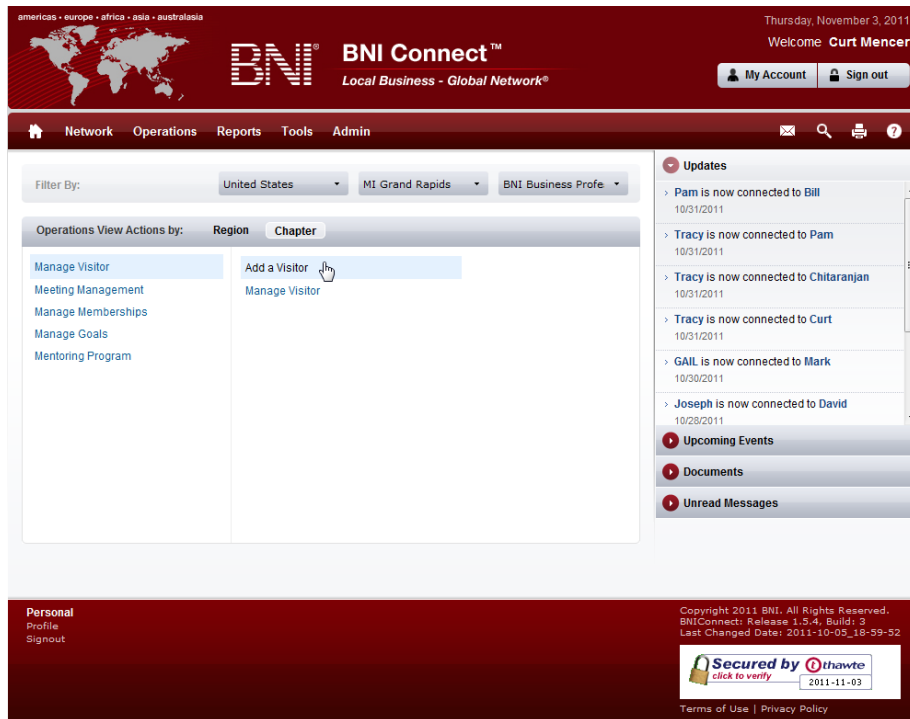 americas • europe • africa • asia • australasia
Thursday, November 3, 2011
Welcome Curt Mencer
BNI®
BNI Connect™
Local Business - Global Network®
My Account
Sign out
Network Operations Reports Tools Admin
?
Filter By:
United States
MI Grand Rapids
BNI Business Profe
Operations View Actions by: Region Chapter
Manage Visitor
Meeting Management
Manage Memberships
Manage Goals
Mentoring Program
Add a Visitor
Manage Visitor
Updates
Pam is now connected to Bill
10/31/2011
Tracy is now connected to Pam
10/31/2011
Tracy is now connected to Chitaranjan
10/31/2011
Tracy is now connected to Curt
10/31/2011
GAIL is now connected to Mark
10/30/2011
Joseph is now connected to David
10/28/2011
Upcoming Events
Documents
Unread Messages
Personal
Profile
Signout
Copyright 2011 BNI. All Rights Reserved.
BNIConnect: Release 1.5.4, Build: 3
Last Changed Date: 2011-10-05_18-59-52
Secured by thawte
click to verify
2011-11-03
Terms of Use | Privacy Policy